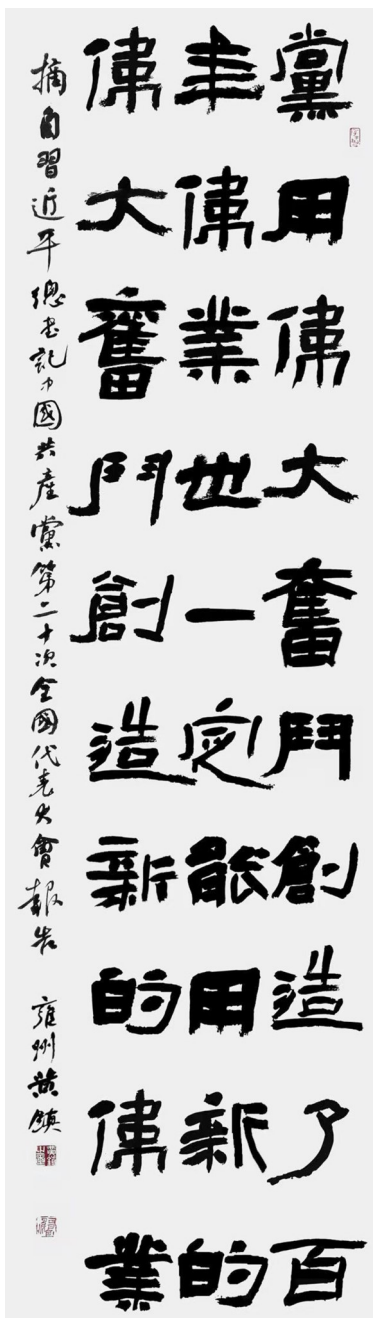 黨用偉大奮鬥創造了百
年偉業也一定能用新的
偉大奮鬥創造新的偉業
摘自習近平總書記中國共產黨第二十次全國代表大會報告 雍州黄鎮